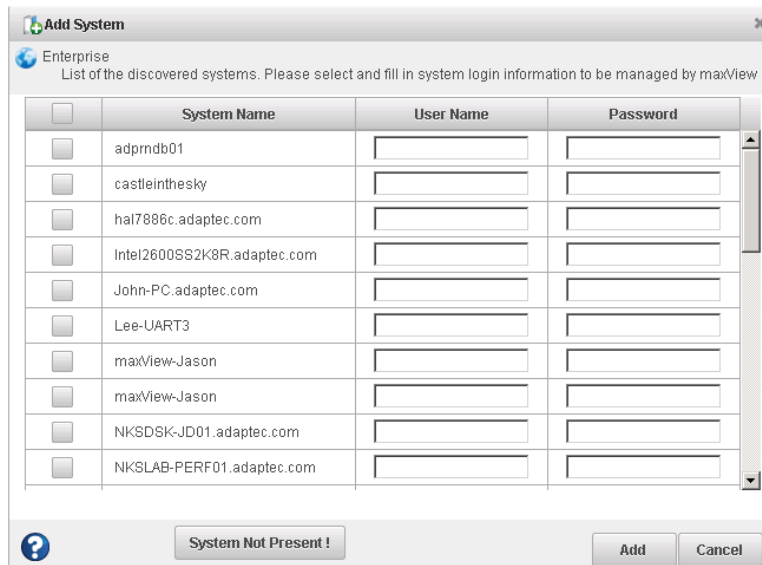 Add System
Enterprise
List of the discovered systems. Please select and fill in system login information to be managed by maxView
System Name User Name Password
adprndb01
castleinthesky
hal7886c.adaptec.com
Intel2600SS2K8R.adaptec.com
John-PC.adaptec.com
Lee-UART3
maxView-Jason
maxView-Jason
NKSDSK-JD01.adaptec.com
NKSLAB-PERF01.adaptec.com
? System Not Present ! Add Cancel